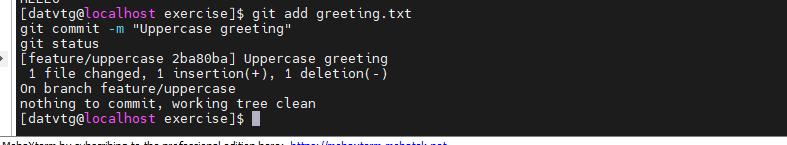 [datvtg@localhost exercise]$ git add greeting.txt
git commit -m "Uppercase greeting"
git status
[feature/uppercase 2ba80ba] Uppercase greeting
 1 file changed, 1 insertion(+), 1 deletion(-)
On branch feature/uppercase
nothing to commit, working tree clean
[datvtg@localhost exercise]$